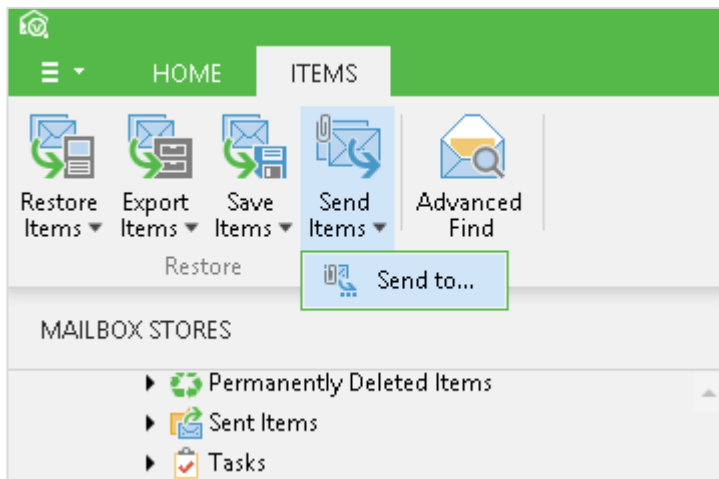 HOME ITEMS
Restore Items
Export Items
Save Items
Send Items
Advanced Find
Restore
Send to...
MAILBOX STORES
Permanently Deleted Items
Sent Items
Tasks